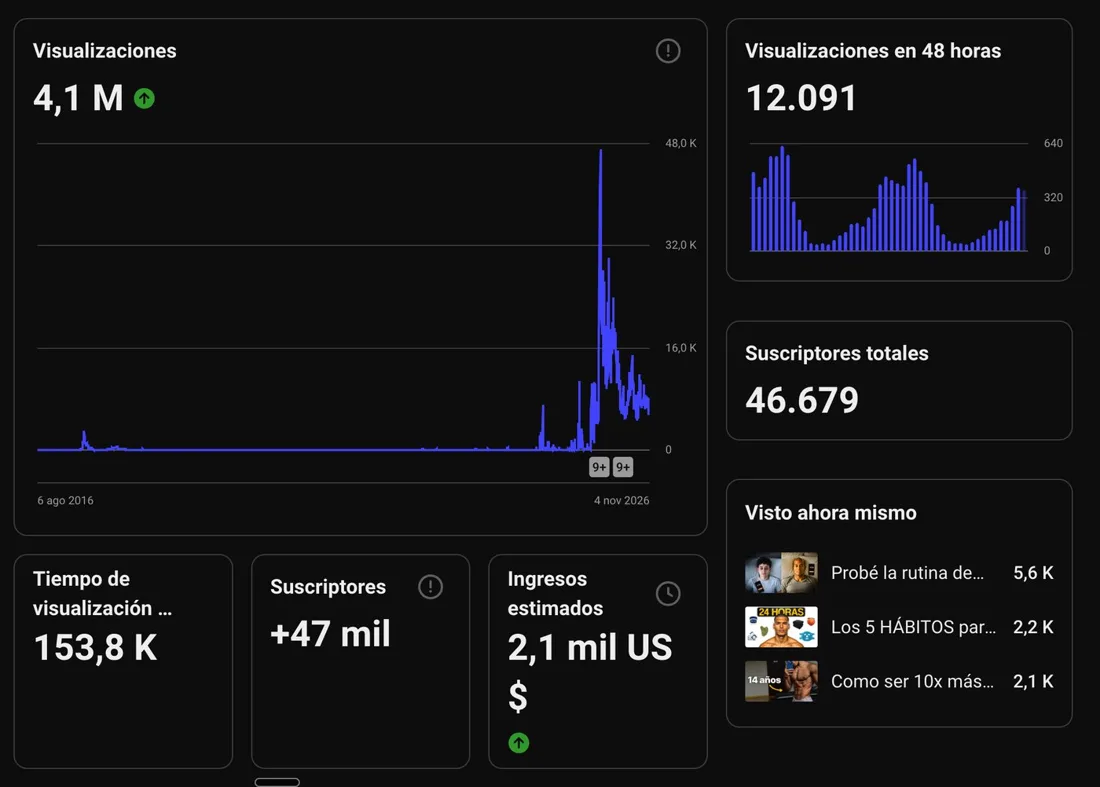 Visualizaciones
4,1 M
48,0 K
32,0 K
16,0 K
0
9+ 9+
6 ago 2016
4 nov 2026
Visualizaciones en 48 horas
12.091
640
320
0
Suscriptores totales
46.679
Visto ahora mismo
Probé la rutina de... 5,6 K
24 HORAS
Los 5 HÁBITOS par... 2,2 K
14 años
Como ser 10x más... 2,1 K
Tiempo de
visualización ...
153,8 K
Suscriptores
+47 mil
Ingresos
estimados
2,1 mil US
$